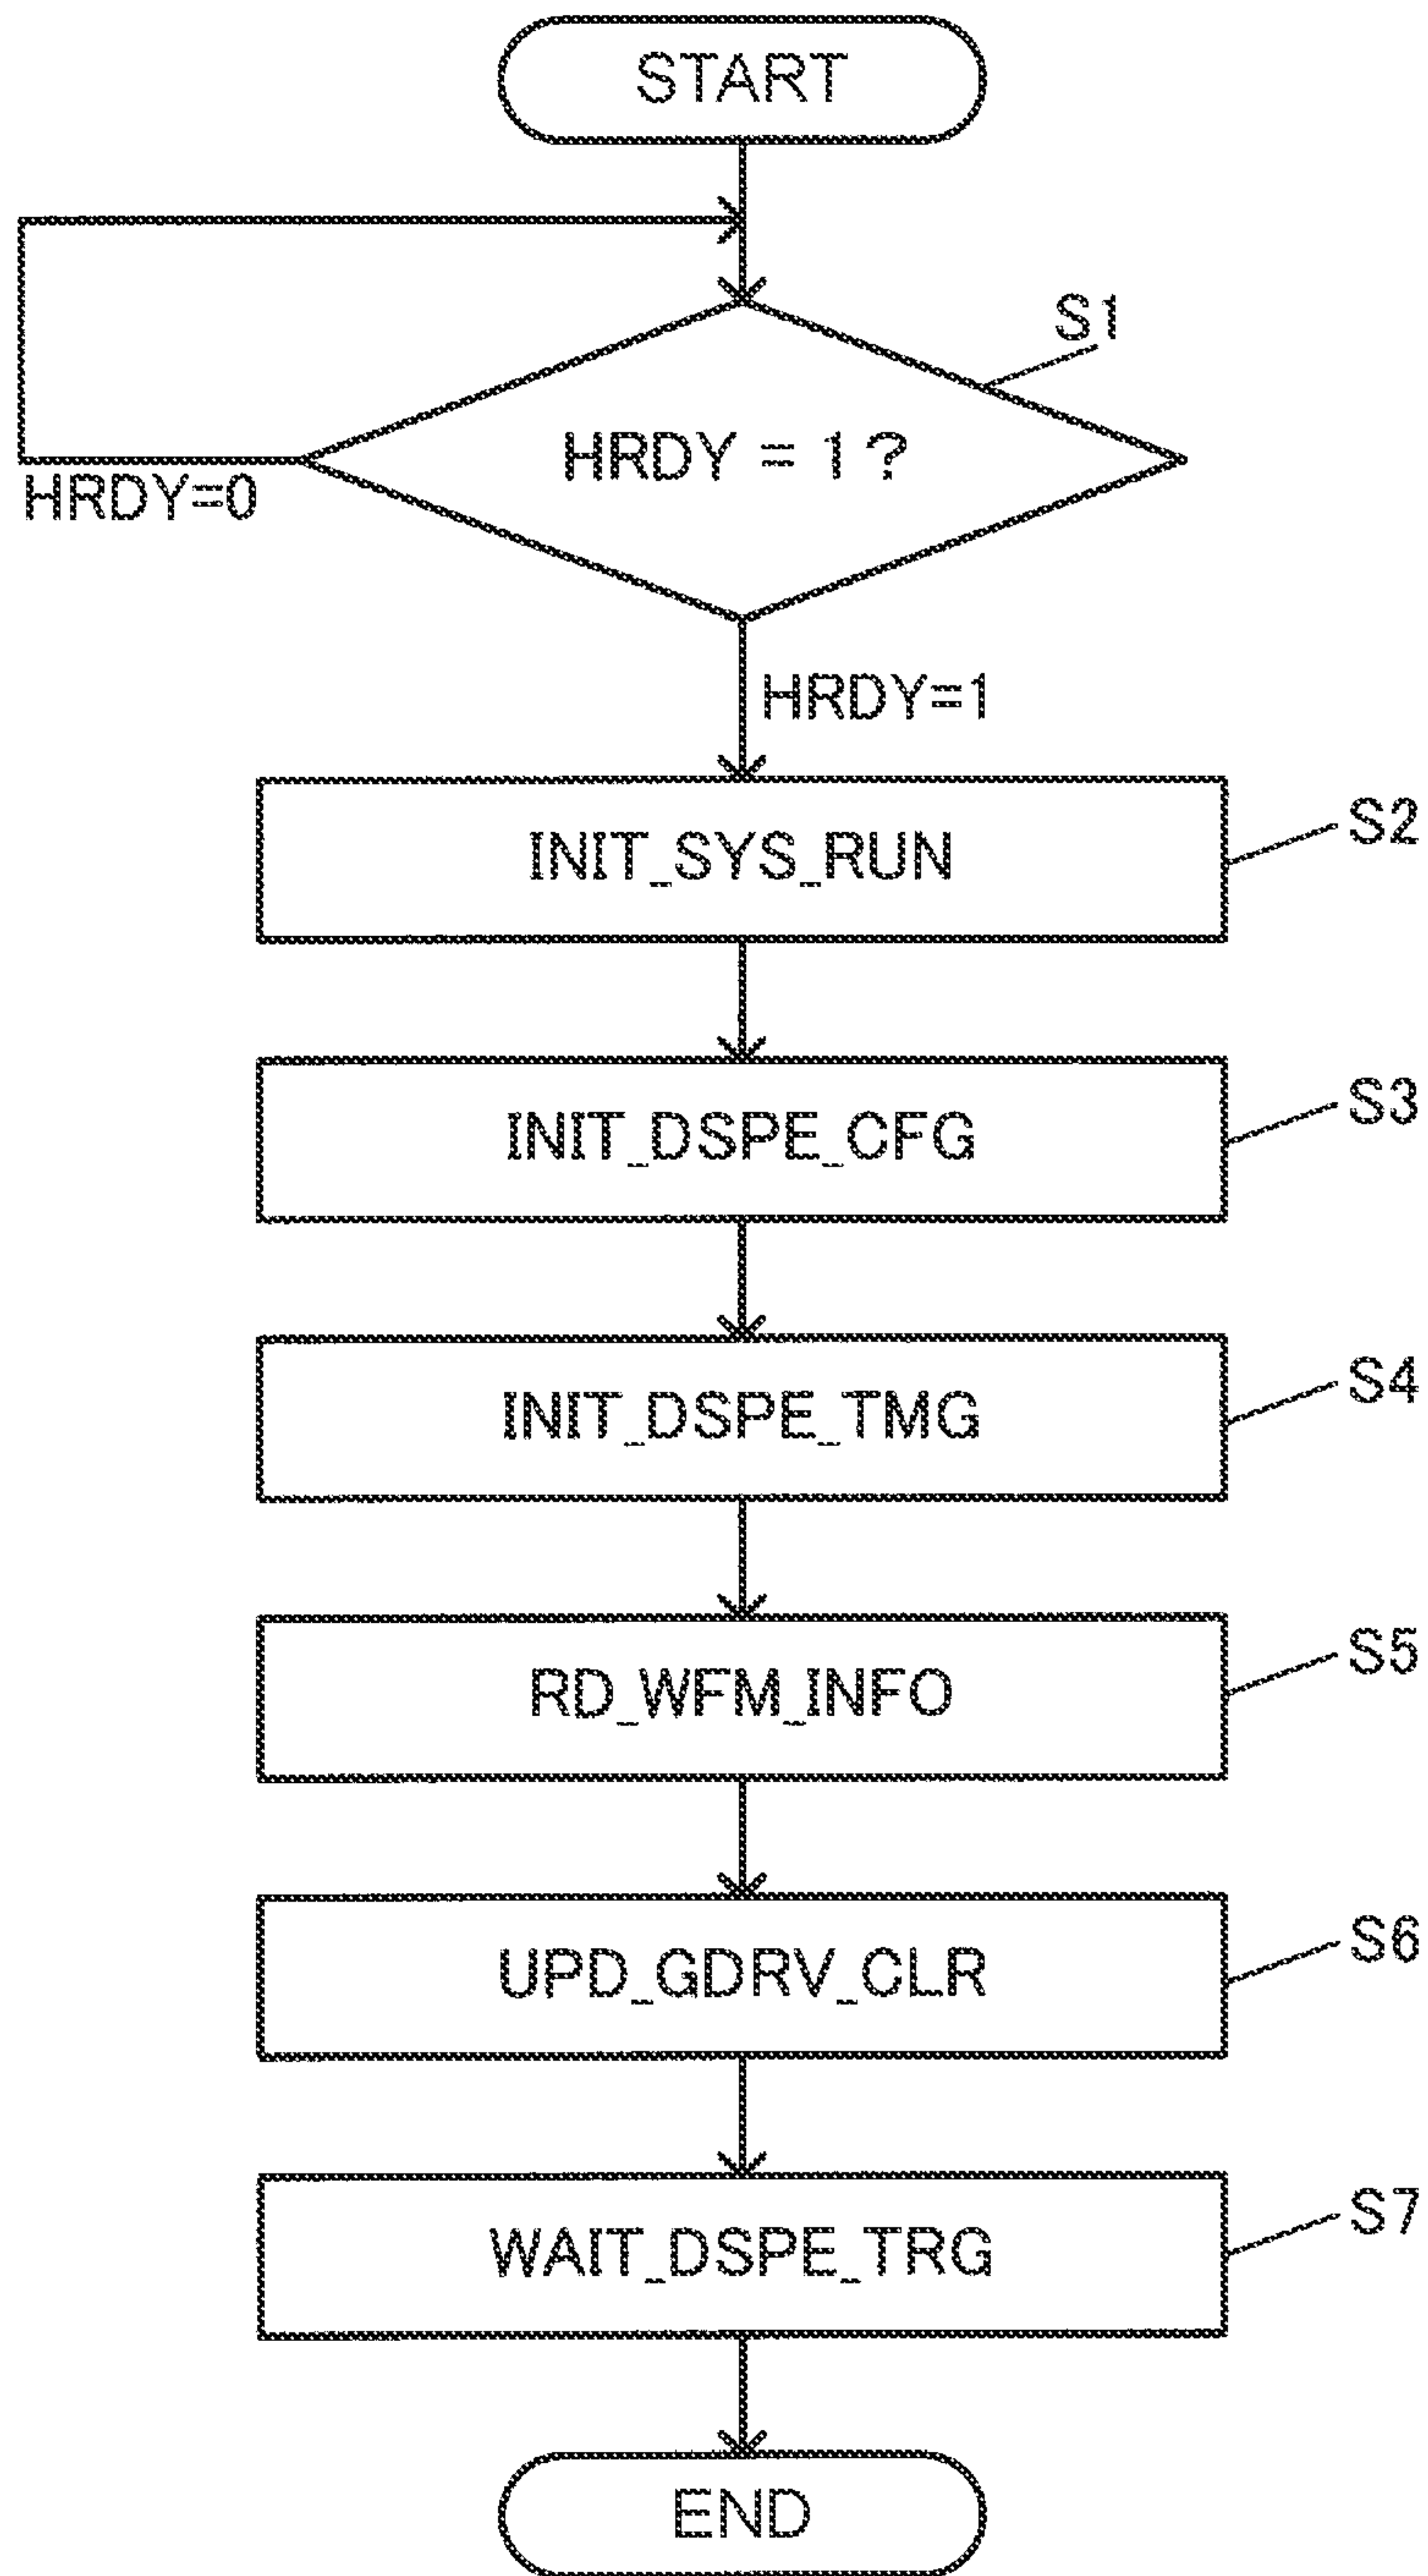 START
S1
HRDY = 1 ?
HRDY=0
HRDY=1
INIT_SYS_RUN
S2
INIT_DSPE_CFG
S3
INIT_DSPE_TMG
S4
RD_WFM_INFO
S5
UPD_GDRV_CLR
S6
WAIT_DSPE_TRG
S7
END